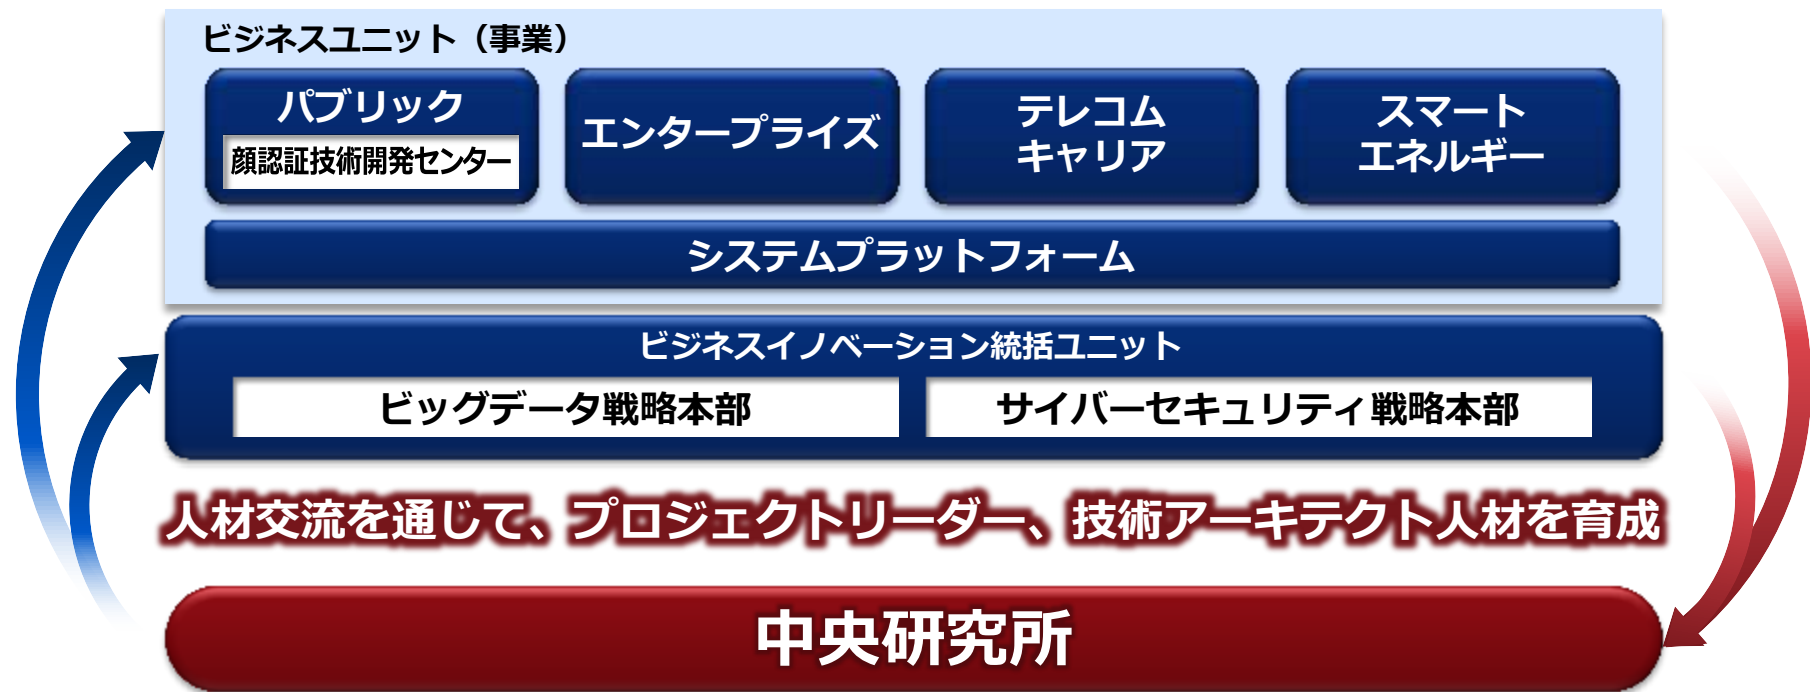 ビジネスユニット（事業）
パブリック
顔認証技術開発センター
エンタープライズ
テレコム
キャリア
スマート
エネルギー
システムプラットフォーム
ビジネスイノベーション統括ユニット
ビッグデータ戦略本部
サイバーセキュリティ戦略本部
人材交流を通じて、プロジェクトリーダー、技術アーキテクト人材を育成
中央研究所